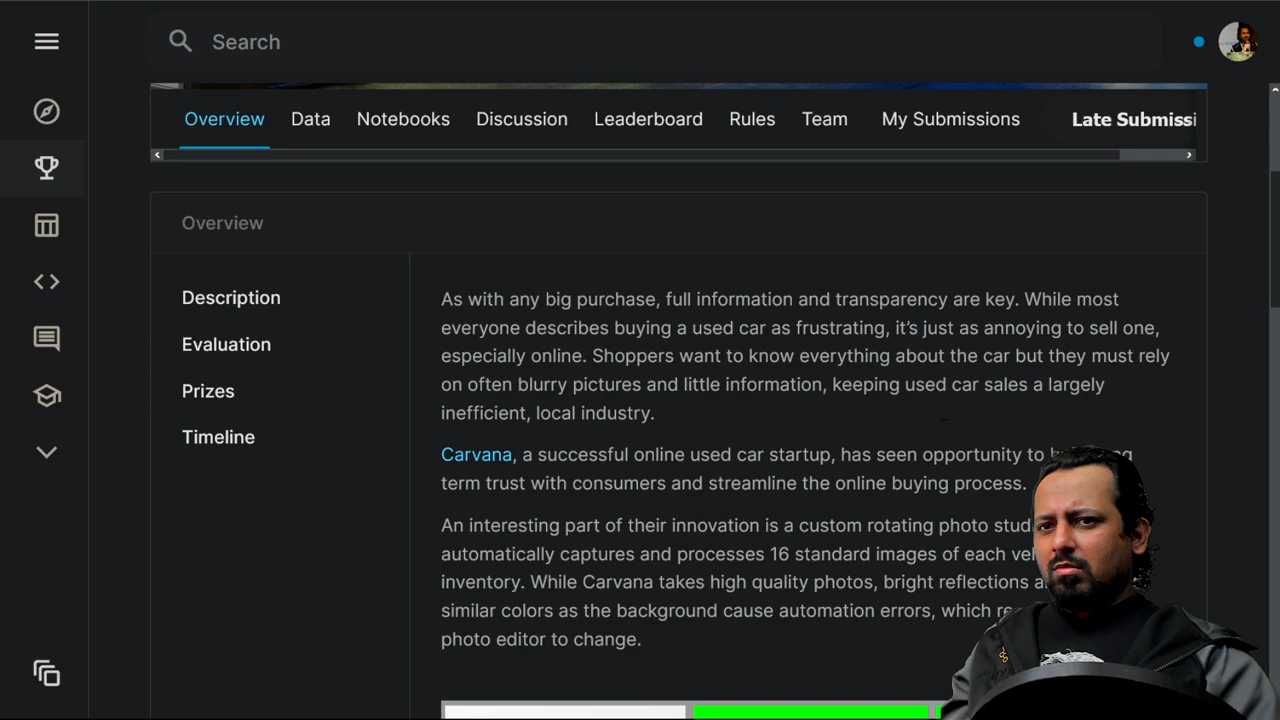 Search
Overview Data Notebooks Discussion Leaderboard Rules Team My Submissions Late Submissi
Overview
Description
Evaluation
Prizes
Timeline
As with any big purchase, full information and transparency are key. While most
everyone describes buying a used car as frustrating, it's just as annoying to sell one,
especially online. Shoppers want to know everything about the car but they must rely
on often blurry pictures and little information, keeping used car sales a largely
inefficient, local industry.
Carvana, a successful online used car startup, has seen opportunity to
term trust with consumers and streamline the online buying process.
An interesting part of their innovation is a custom rotating photo
automatically captures and processes 16 standard images of each
inventory. While Carvana takes high quality photos, bright reflections
similar colors as the background cause automation errors, which
photo editor to change.